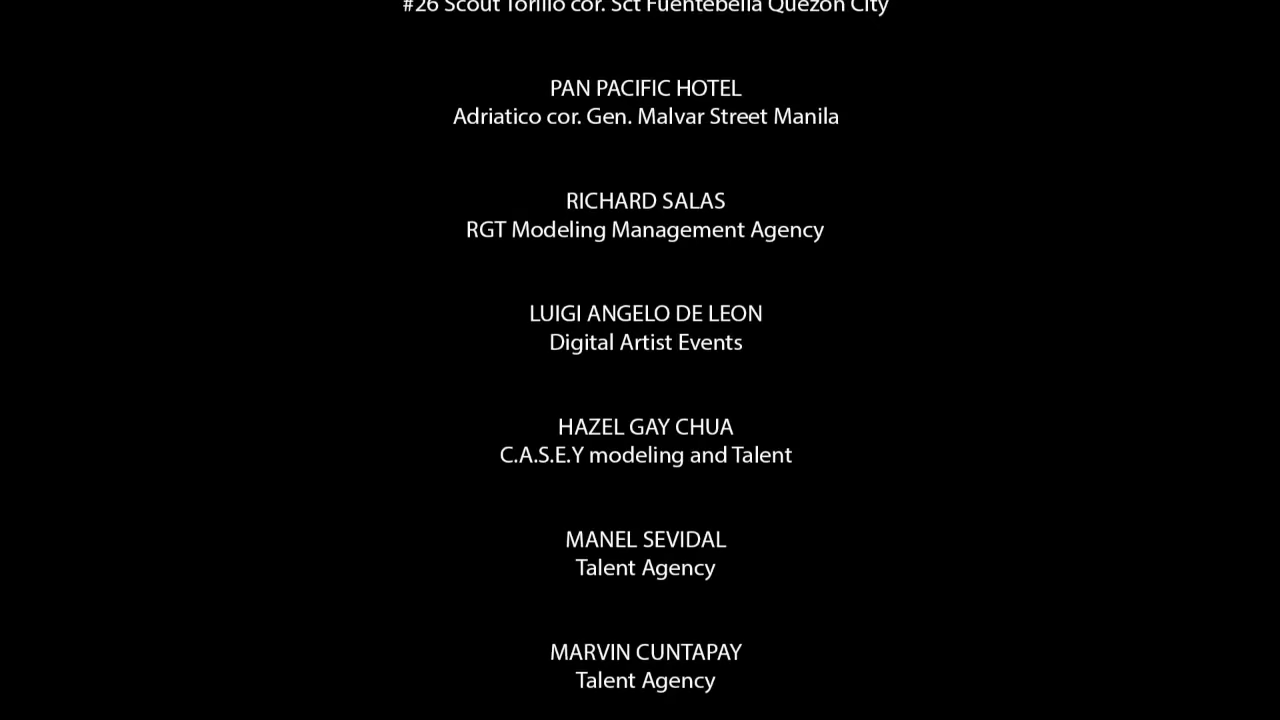 #26 Scout Torillo cor. Sct Fuentebella Quezon City
PAN PACIFIC HOTEL
Adriatico cor. Gen. Malvar Street Manila
RICHARD SALAS
RGT Modeling Management Agency
LUIGI ANGELO DE LEON
Digital Artist Events
HAZEL GAY CHUA
C.A.S.E.Y modeling and Talent
MANEL SEVIDAL
Talent Agency
MARVIN CUNTAPAY
Talent Agency